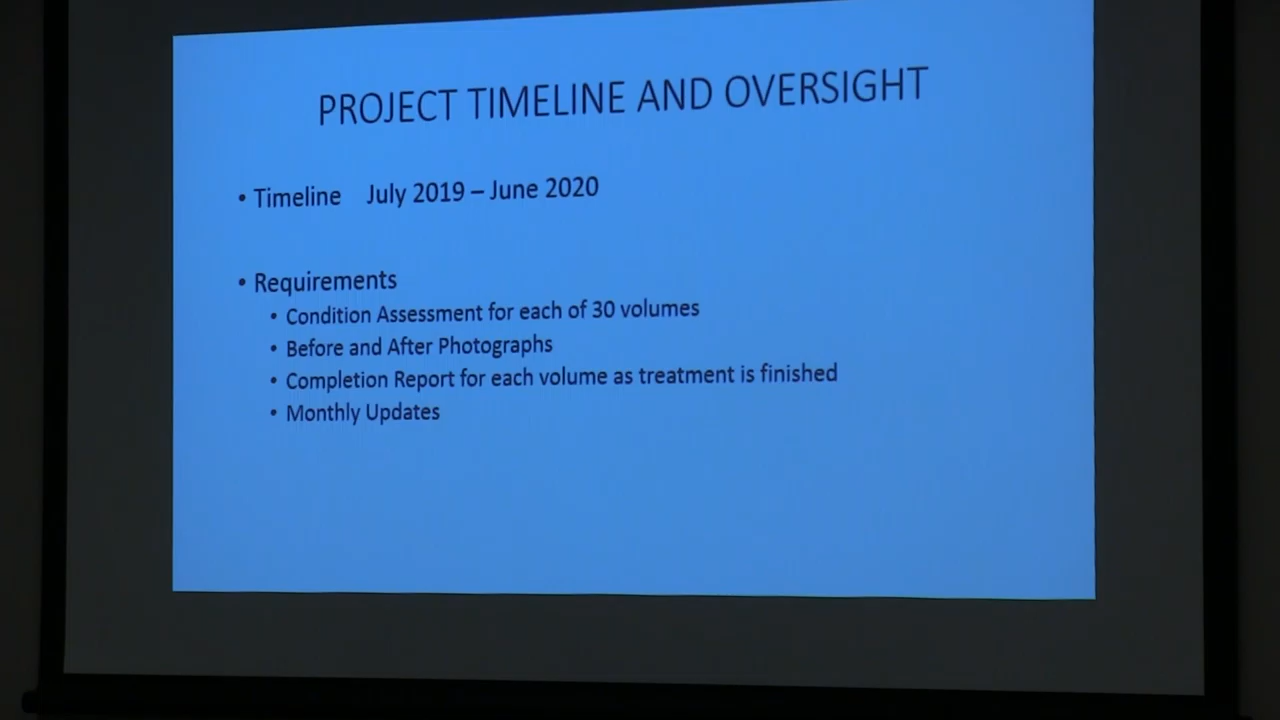 PROJECT TIMELINE AND OVERSIGHT
• Timeline July 2019 – June 2020
• Requirements
• Condition Assessment for each of 30 volumes
• Before and After Photographs
• Completion Report for each volume as treatment is finished
• Monthly Updates